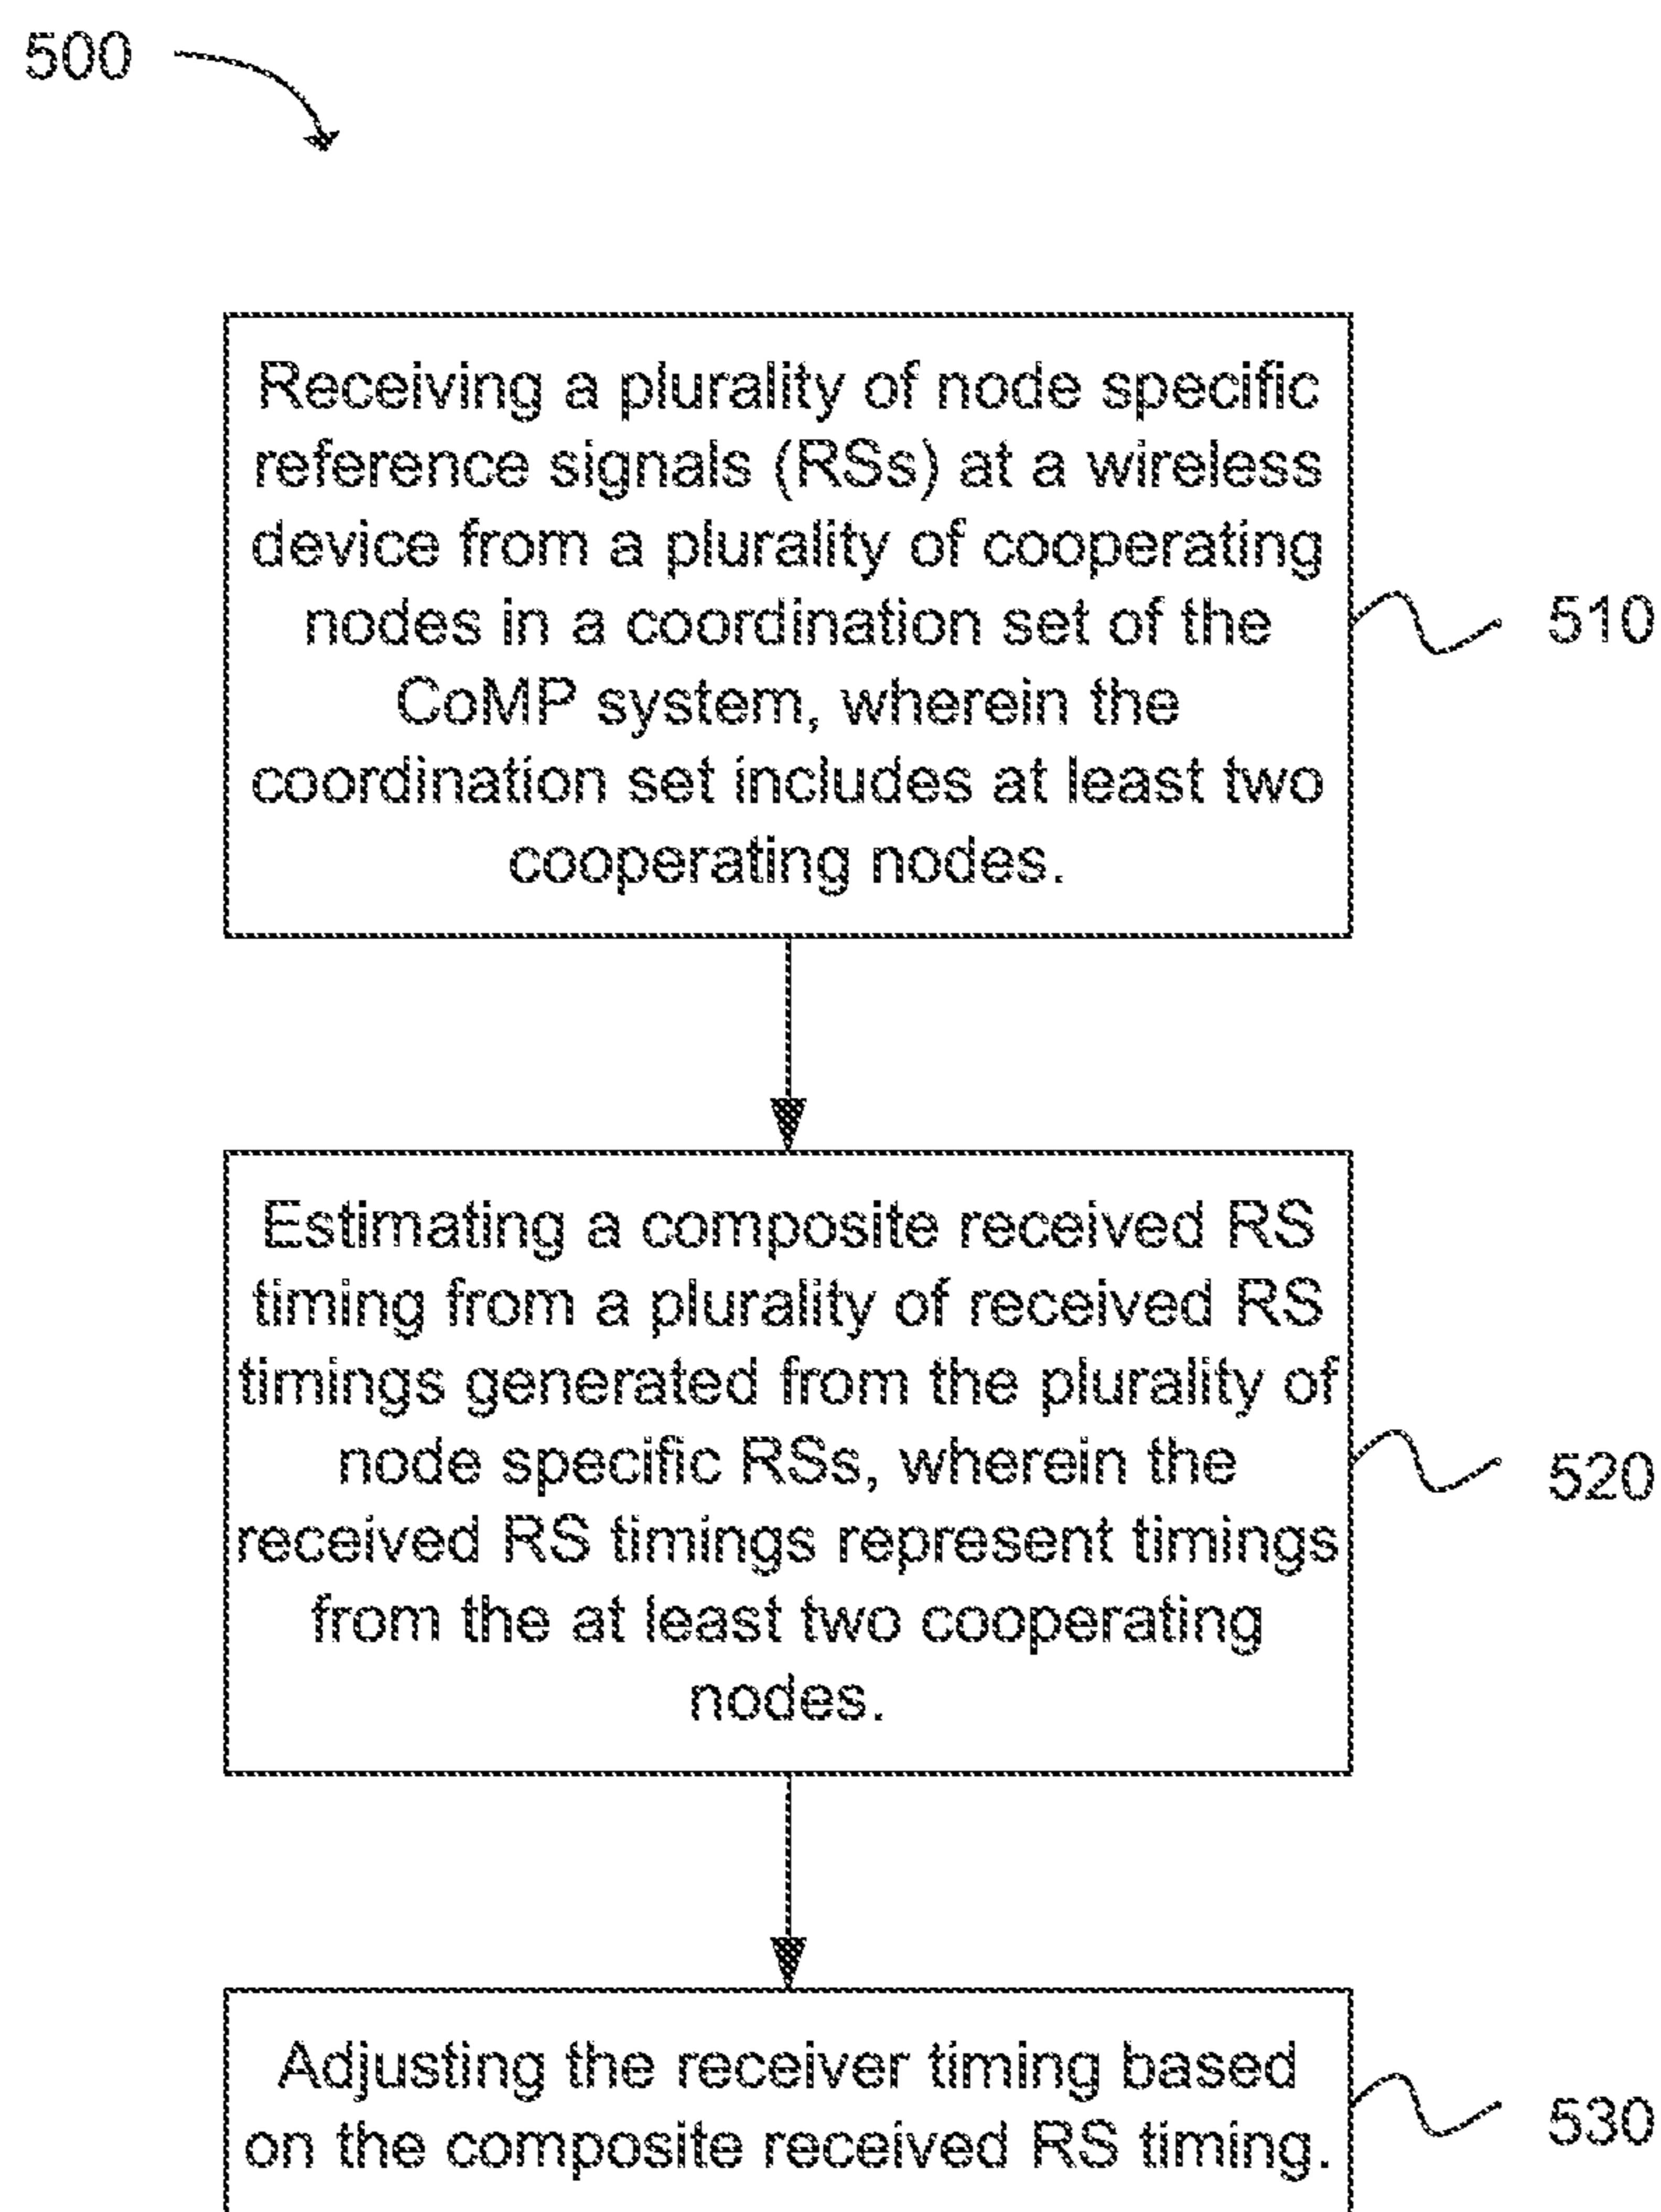 500
Receiving a plurality of node specific
reference signals (RSs) at a wireless
device from a plurality of cooperating
nodes in a coordination set of the
CoMP system, wherein the
coordination set includes at least two
cooperating nodes.
510
Estimating a composite received RS
timing from a plurality of received RS
timings generated from the plurality of
node specific RSs, wherein the
received RS timings represent timings
from the at least two cooperating
nodes.
520
Adjusting the receiver timing based
on the composite received RS timing.
530